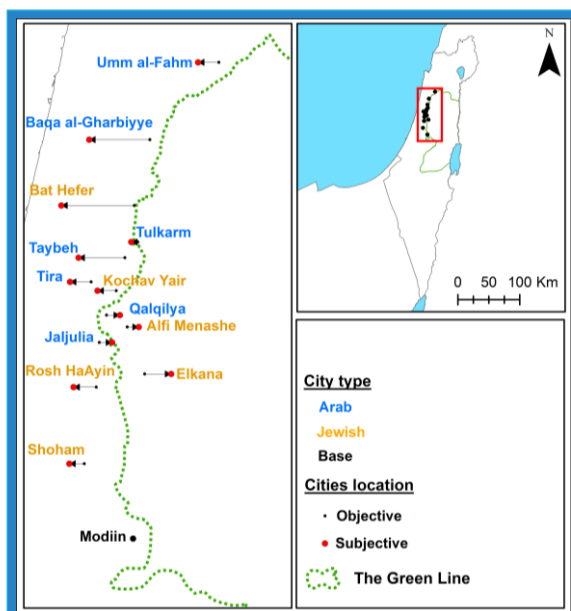 Umm al-Fahm
Baqa al-Gharbiyye
Bat Hefer
Tulkarm
Taybeh
Tira
Kochav Yair
Qalqilya
Alfi Menashe
Jaljulia
Rosh HaAyin
Elkana
Shoham
Modiin
N
0 50 100 Km
City type
Arab
Jewish
Base
Cities location
Objective
Subjective
The Green Line